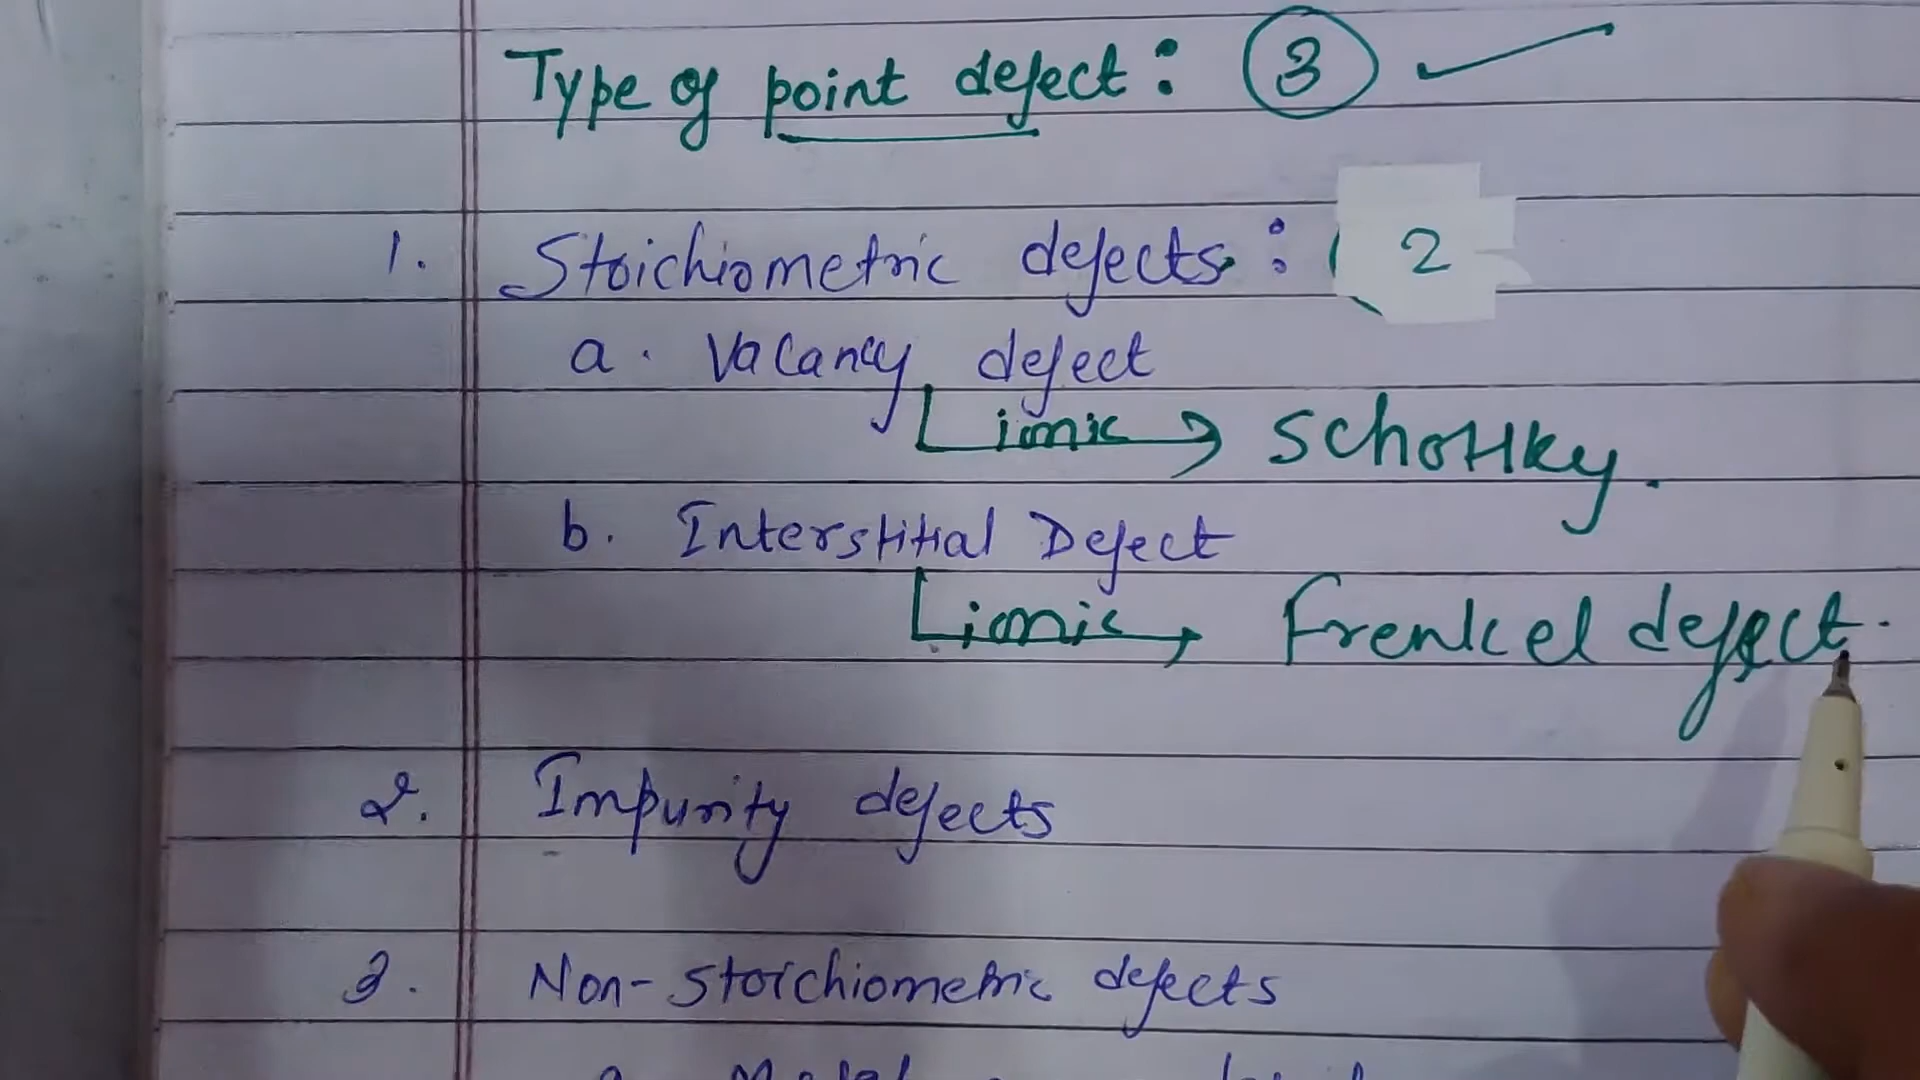 Type of point defect : 3
1. Stoichiometric defects : 2
a. Vacancy defect
ionic → Schottky.
b. Interstitial Defect
ionic → Frenkel defect.
2. Impurity defects
3. Non-stoichiometric defects